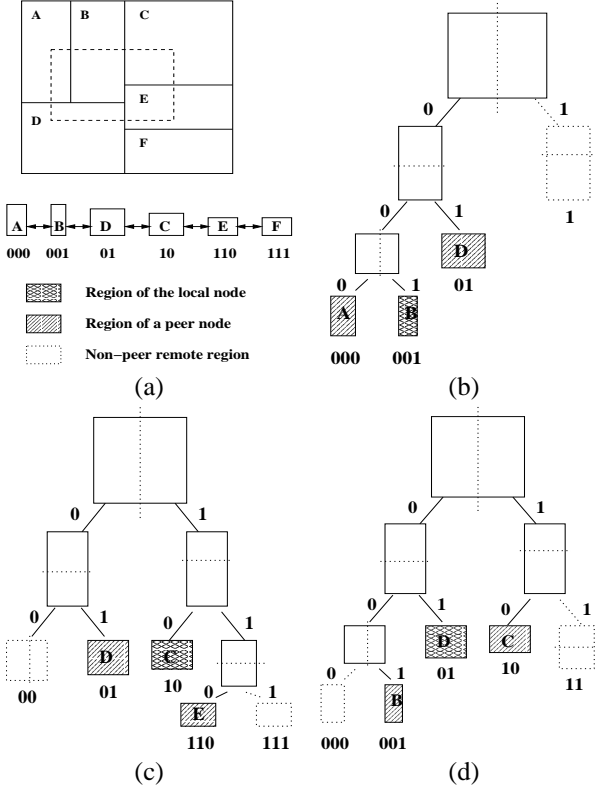 A B C
E
D
F
A B D C E F
000 001 01 10 110 111
Region of the local node
Region of a peer node
Non-peer remote region
(a)
0 1
0 1
1
D
0 1 01
A B
000 001
(b)
0 1
0 1 0 1
D C
00 01 10
0 1
E
110 111
(c)
0 1
0 1 0 1
D C
01 10 11
0 1
B
000 001
(d)